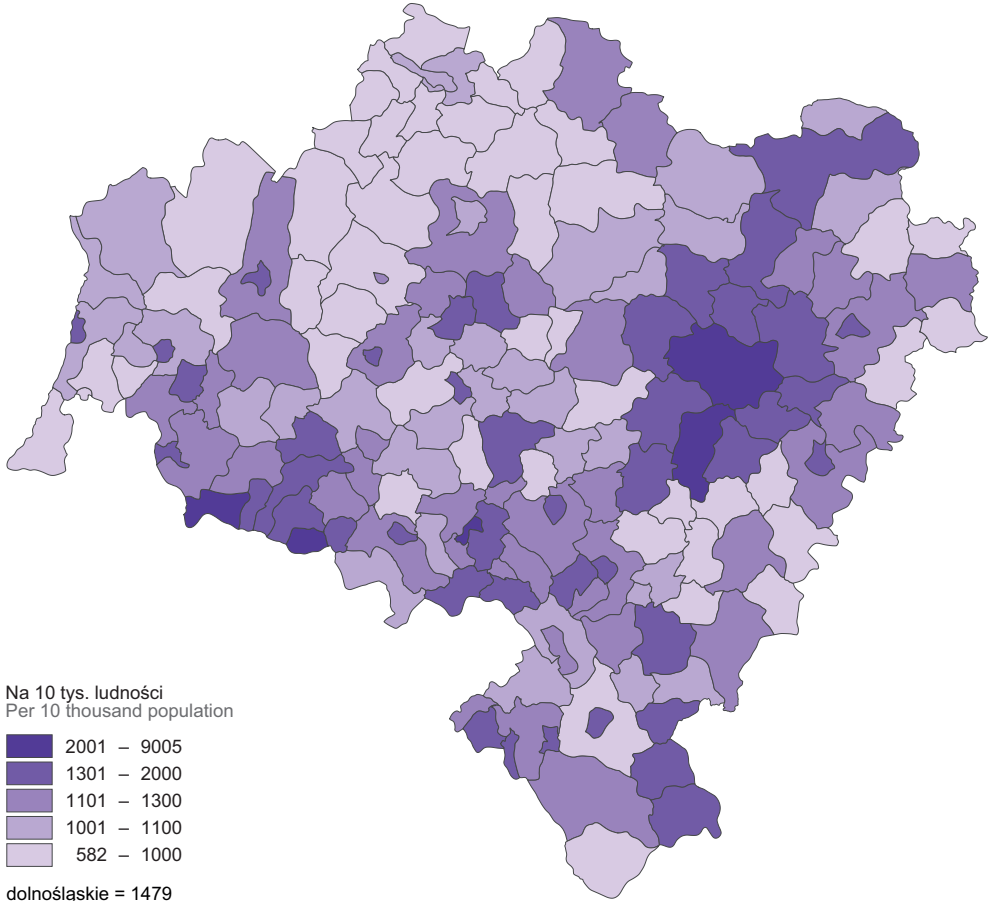 Na 10 tys. ludności
Per 10 thousand population
2001 – 9005
1301 – 2000
1101 – 1300
1001 – 1100
582 – 1000
dolnośląskie = 1479